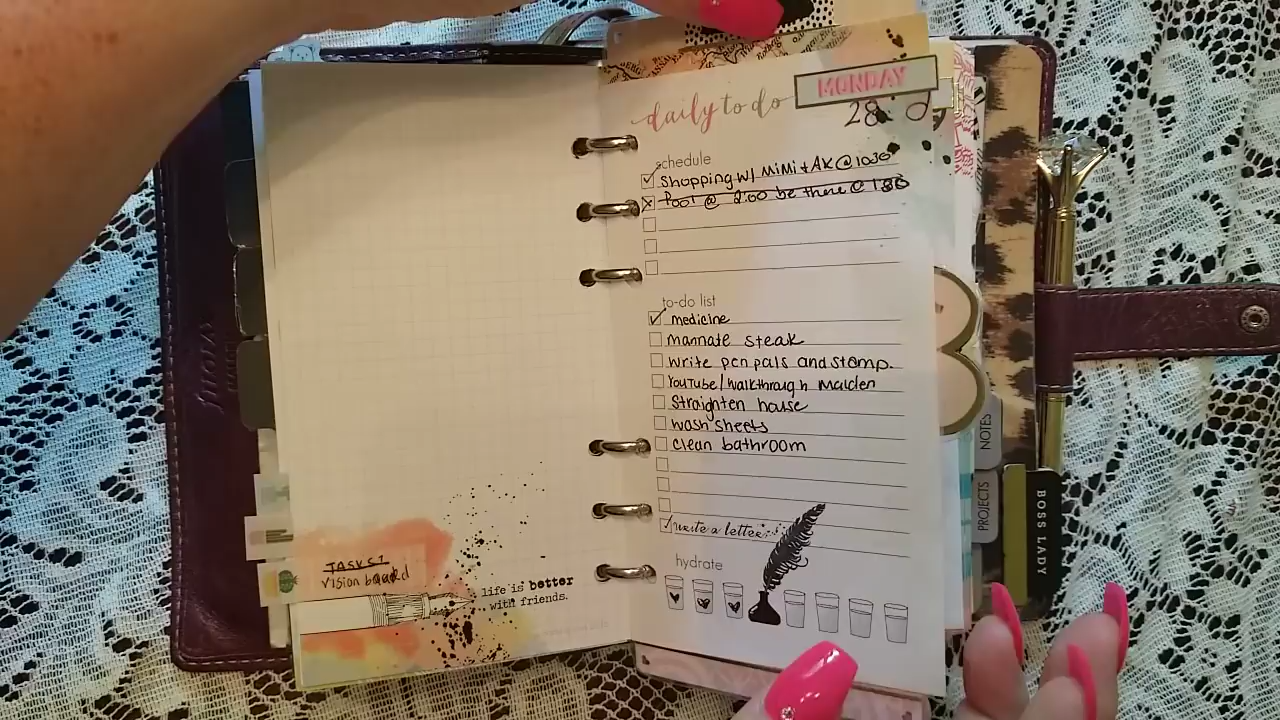 TASKS
vision board
life is better
with friends.
MONDAY
daily to do
28
schedule
Shopping w/ MiMi + AK @ 1030
Pool @ 2:00 be there @ 130
to-do list
medicine
marinate steak
write pen pals and stamp.
Youtube/walkthrough Malden
Straighten house
wash sheets
clean bathroom
write a letter
hydrate
NOTES
PROJECTS
BOSS LADY